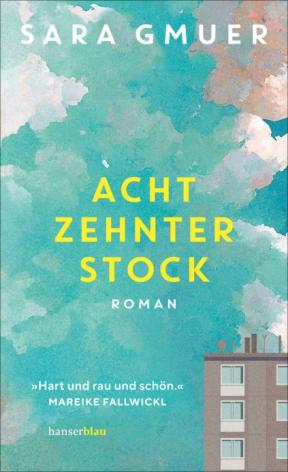 SARA GMUER
ACHT
ZEHNTER
STOCK
ROMAN
»Hart und rau und schön.«
MAREIKE FALLWICKL
hanserblau